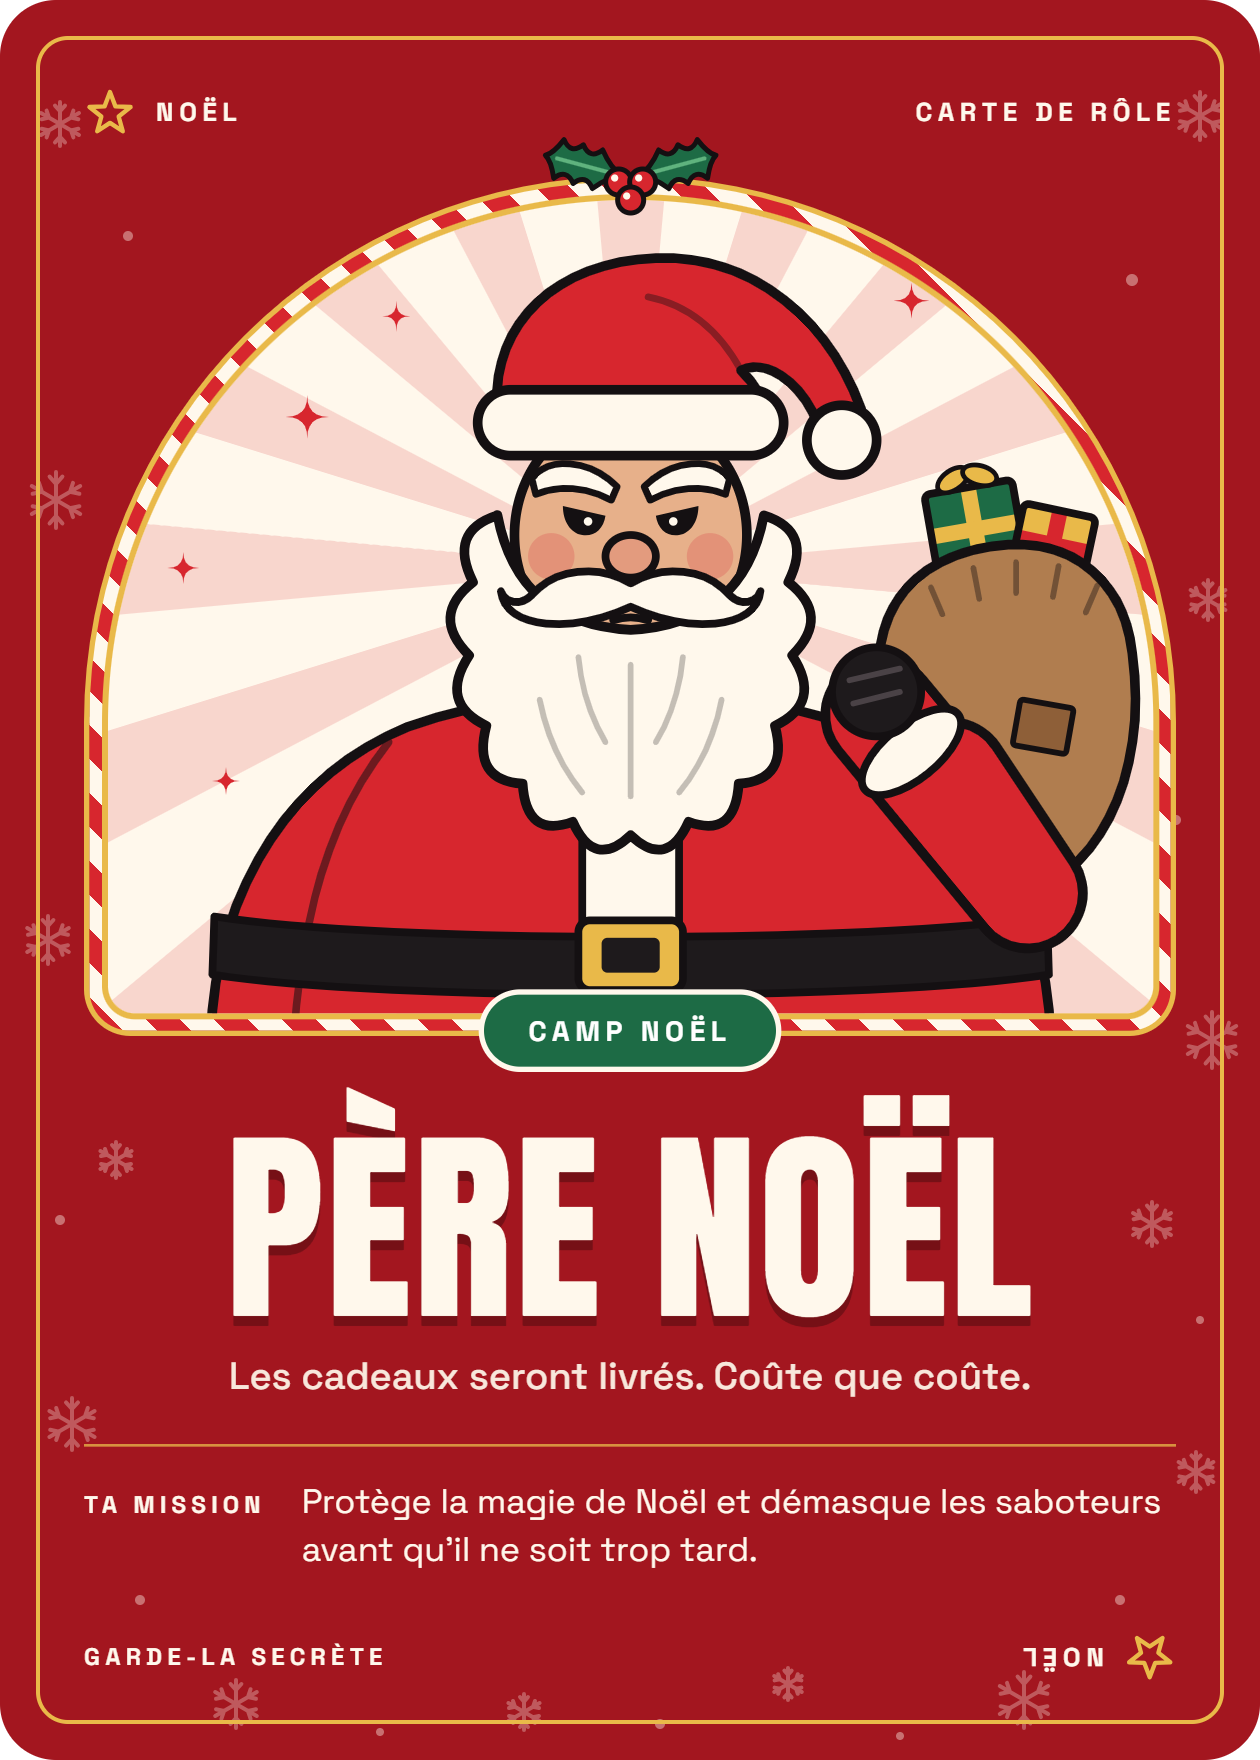 NOËL
CARTE DE RÔLE
CAMP NOËL
PÈRE NOËL
Les cadeaux seront livrés. Coûte que coûte.
TA MISSION
Protège la magie de Noël et démasque les saboteurs
avant qu’il ne soit trop tard.
GARDE-LA SECRÈTE
NOËL